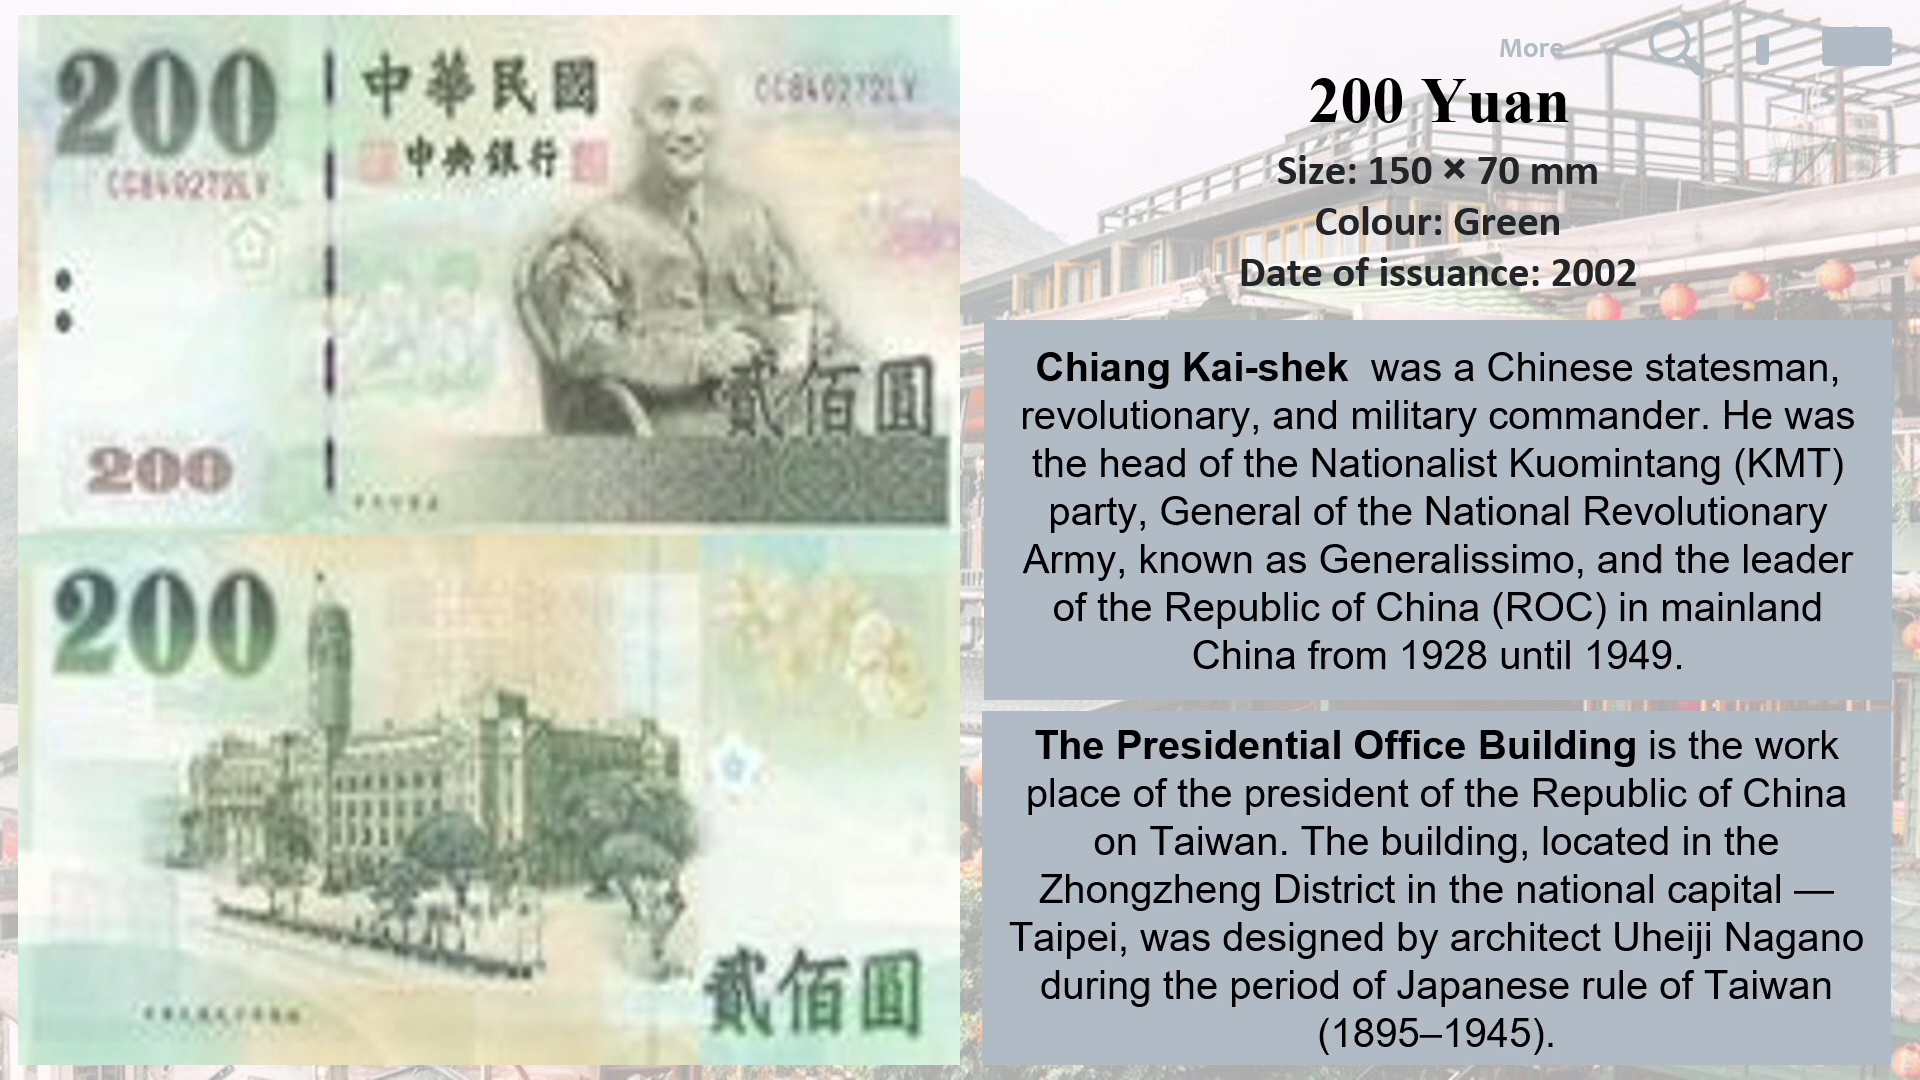 200
中華民國
CC840272LY
CC840272LY
中央銀行
貳佰圓
200
200
貳佰圓
More
200 Yuan
Size: 150 × 70 mm
Colour: Green
Date of issuance: 2002
Chiang Kai-shek  was a Chinese statesman,
revolutionary, and military commander. He was
the head of the Nationalist Kuomintang (KMT)
party, General of the National Revolutionary
Army, known as Generalissimo, and the leader
of the Republic of China (ROC) in mainland
China from 1928 until 1949.
The Presidential Office Building is the work
place of the president of the Republic of China
on Taiwan. The building, located in the
Zhongzheng District in the national capital —
Taipei, was designed by architect Uheiji Nagano
during the period of Japanese rule of Taiwan
(1895–1945).